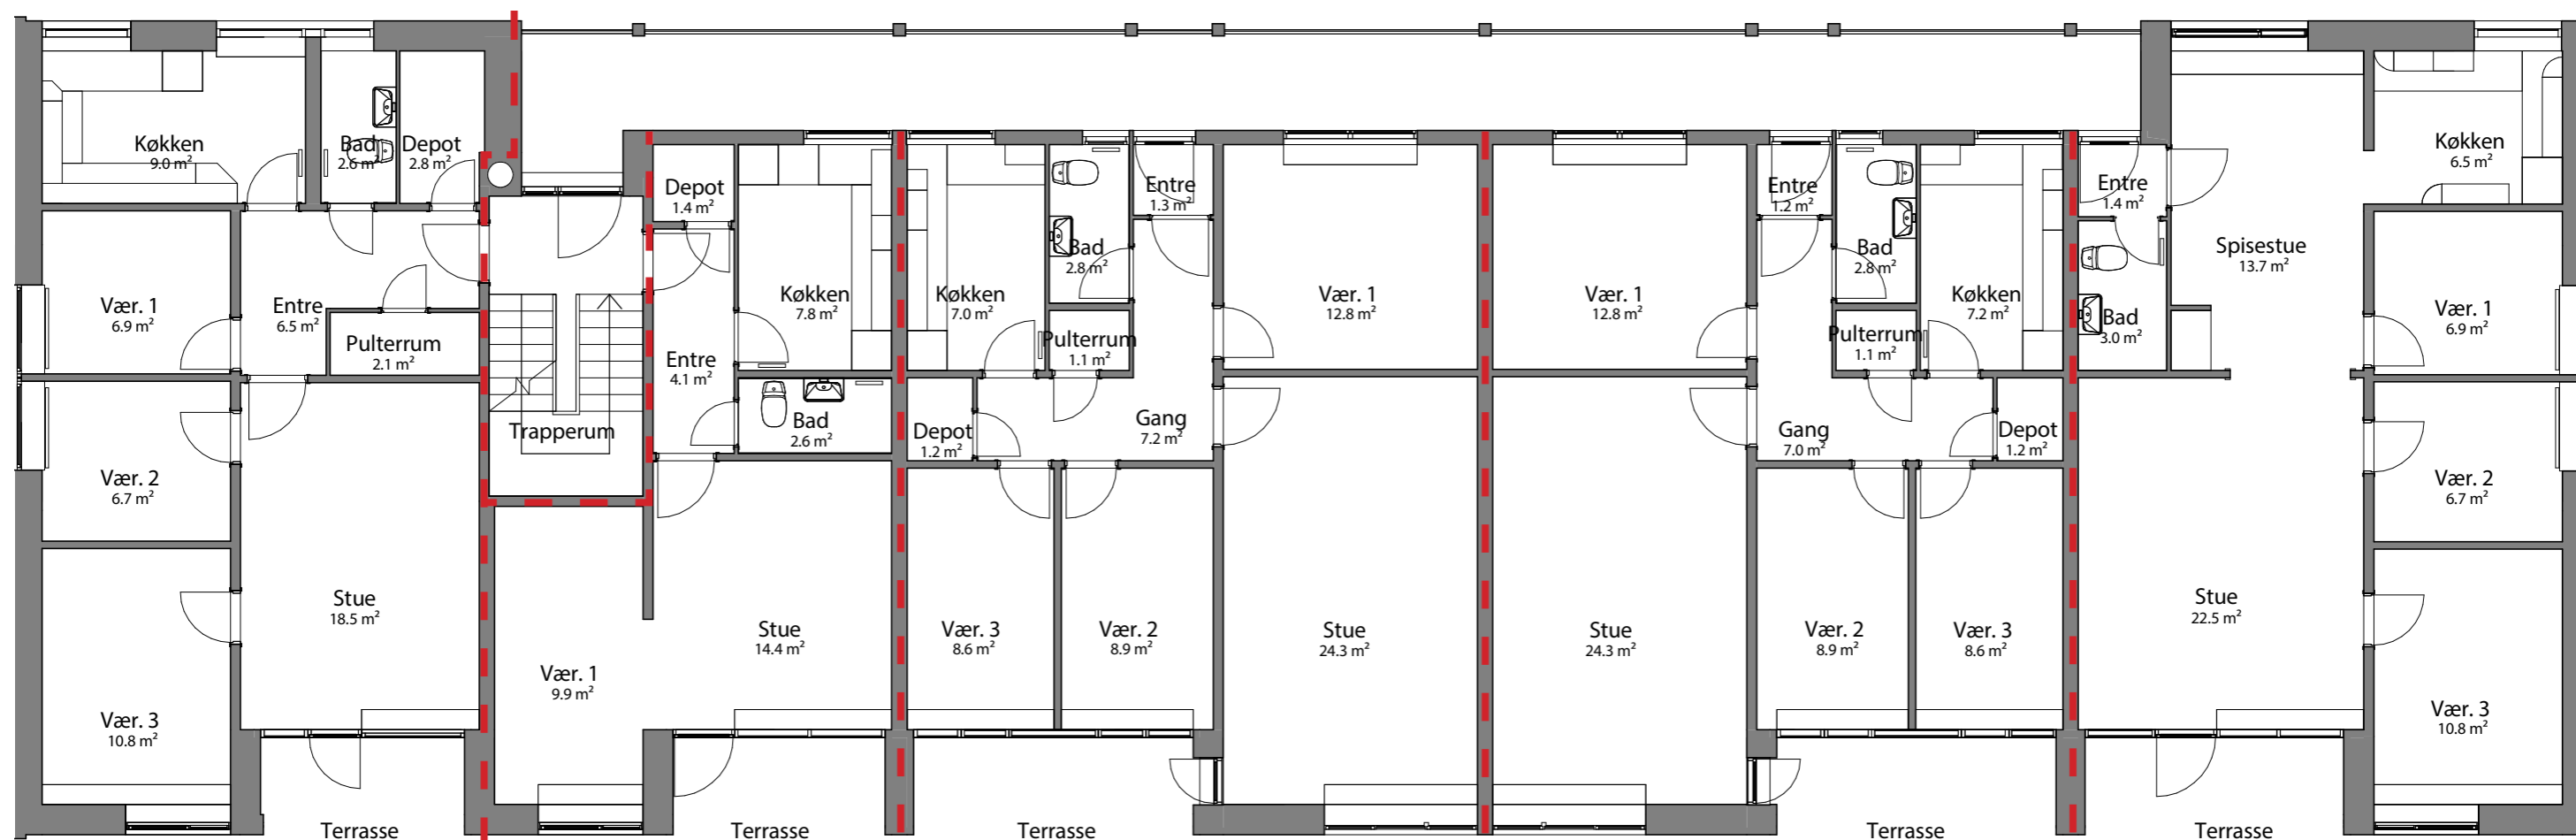 Køkken
9.0 m²
Bad
2.6 m²
Depot
2.8 m²
Vær. 1
6.9 m²
Entre
6.5 m²
Pulterrum
2.1 m²
Vær. 2
6.7 m²
Stue
18.5 m²
Vær. 3
10.8 m²
Terrasse
Trapperum
Depot
1.4 m²
Køkken
7.8 m²
Entre
4.1 m²
Bad
2.6 m²
Vær. 1
9.9 m²
Stue
14.4 m²
Terrasse
Køkken
7.0 m²
Bad
2.8 m²
Entre
1.3 m²
Pulterrum
1.1 m²
Depot
1.2 m²
Gang
7.2 m²
Vær. 1
12.8 m²
Vær. 3
8.6 m²
Vær. 2
8.9 m²
Stue
24.3 m²
Terrasse
Vær. 1
12.8 m²
Entre
1.2 m²
Bad
2.8 m²
Køkken
7.2 m²
Pulterrum
1.1 m²
Gang
7.0 m²
Depot
1.2 m²
Stue
24.3 m²
Vær. 2
8.9 m²
Vær. 3
8.6 m²
Terrasse
Entre
1.4 m²
Bad
3.0 m²
Spisestue
13.7 m²
Køkken
6.5 m²
Vær. 1
6.9 m²
Vær. 2
6.7 m²
Stue
22.5 m²
Vær. 3
10.8 m²
Terrasse